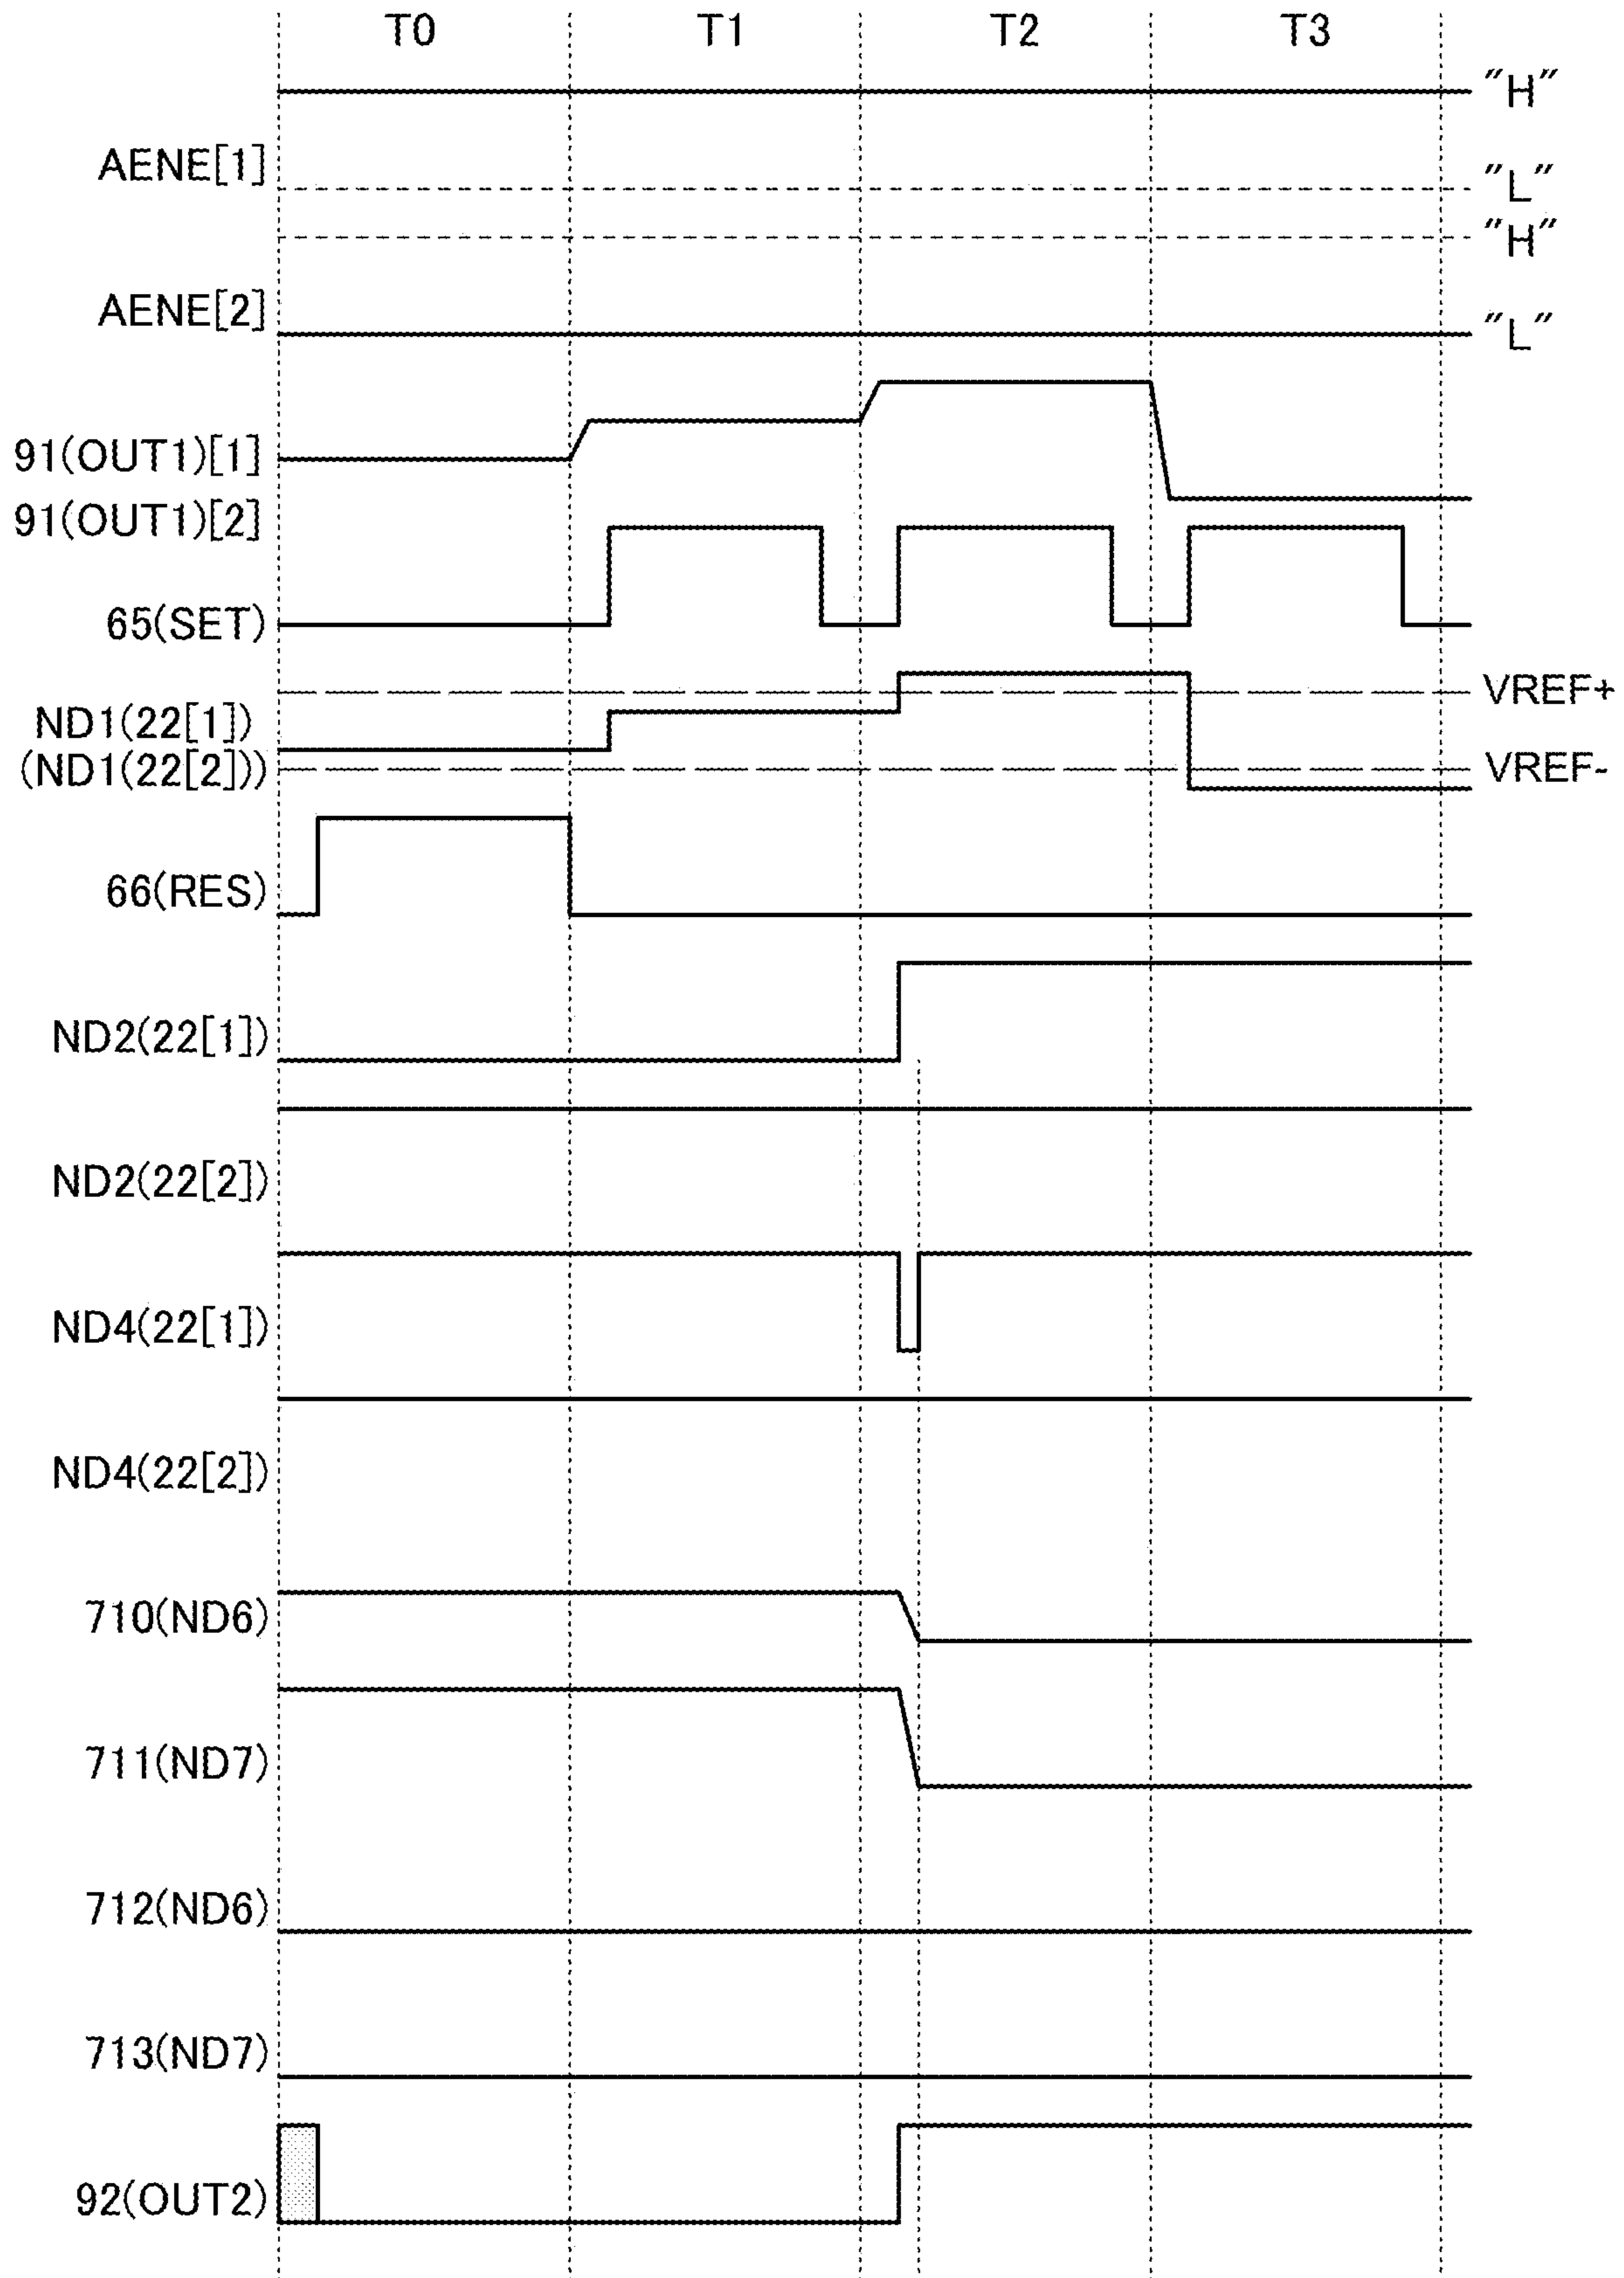 T0 T1 T2 T3
"H"
AENE[1]
"L"
"H"
AENE[2]
"L"
91(OUT1)[1]
91(OUT1)[2]
65(SET)
VREF+
ND1(22[1])
(ND1(22[2]))
VREF-
66(RES)
ND2(22[1])
ND2(22[2])
ND4(22[1])
ND4(22[2])
710(ND6)
711(ND7)
712(ND6)
713(ND7)
92(OUT2)